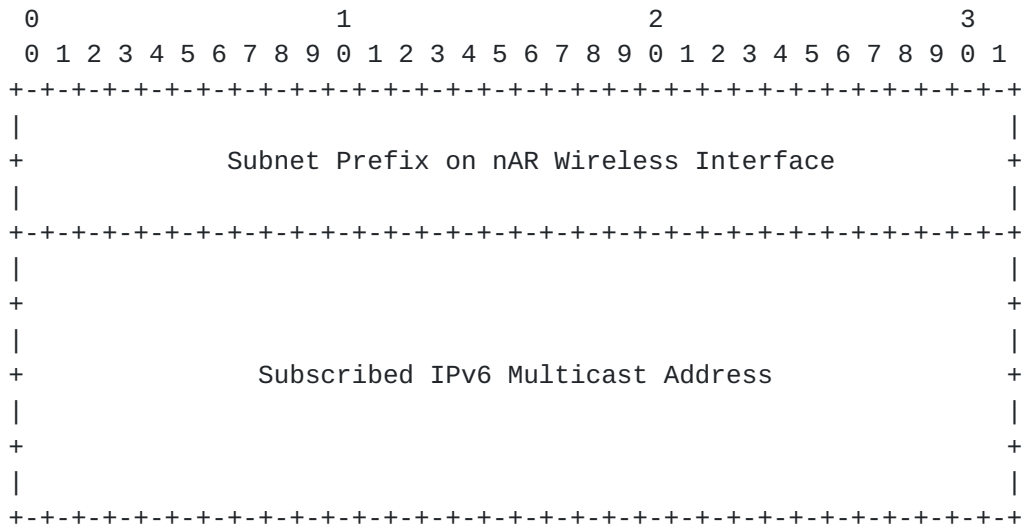 0                   1                   2                   3
 0 1 2 3 4 5 6 7 8 9 0 1 2 3 4 5 6 7 8 9 0 1 2 3 4 5 6 7 8 9 0 1
+-+-+-+-+-+-+-+-+-+-+-+-+-+-+-+-+-+-+-+-+-+-+-+-+-+-+-+-+-+-+-+-+
|                                                               |
+             Subnet Prefix on nAR Wireless Interface           +
|                                                               |
+-+-+-+-+-+-+-+-+-+-+-+-+-+-+-+-+-+-+-+-+-+-+-+-+-+-+-+-+-+-+-+-+
|                                                               |
+                                                               +
|                                                               |
+               Subscribed IPv6 Multicast Address               +
|                                                               |
+                                                               +
|                                                               |
+-+-+-+-+-+-+-+-+-+-+-+-+-+-+-+-+-+-+-+-+-+-+-+-+-+-+-+-+-+-+-+-+